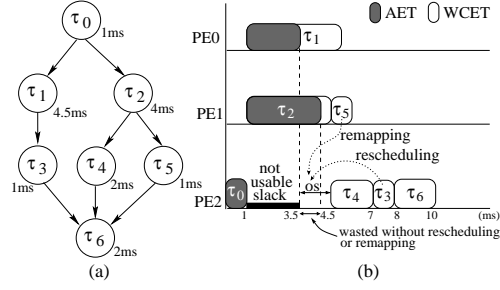 (a)
τ0
1ms
τ1
4.5ms
τ2
4ms
τ3
1ms
τ4
2ms
τ5
1ms
τ6
2ms
(a)
(b)
AET
WCET
PE0
τ1
PE1
τ2
τ5
remapping
rescheduling
not
usable
slack
os
PE2
τ0
τ4
τ3
τ6
1
3.5
4.5
7
8
10
(ms)
wasted without rescheduling
or remapping
(b)